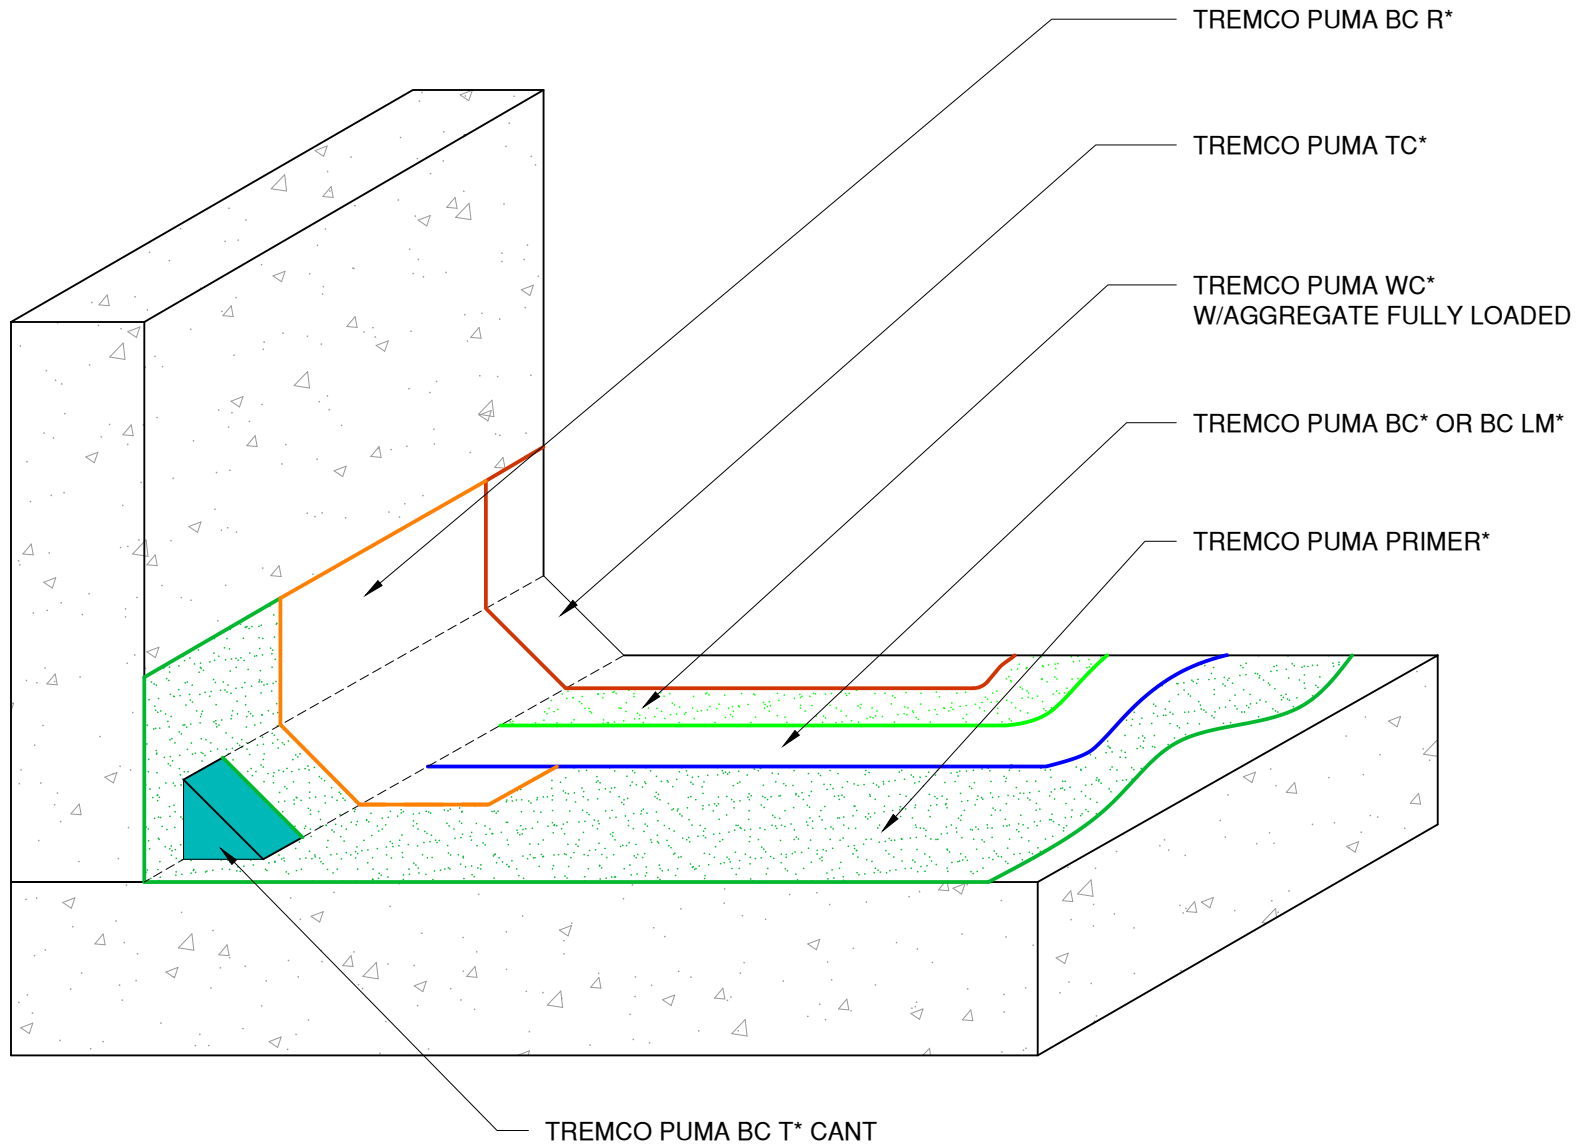 TREMCO PUMA BC R*
TREMCO PUMA TC*
TREMCO PUMA WC*
W/AGGREGATE FULLY LOADED
TREMCO PUMA BC* OR BC LM*
TREMCO PUMA PRIMER*
TREMCO PUMA BC T* CANT